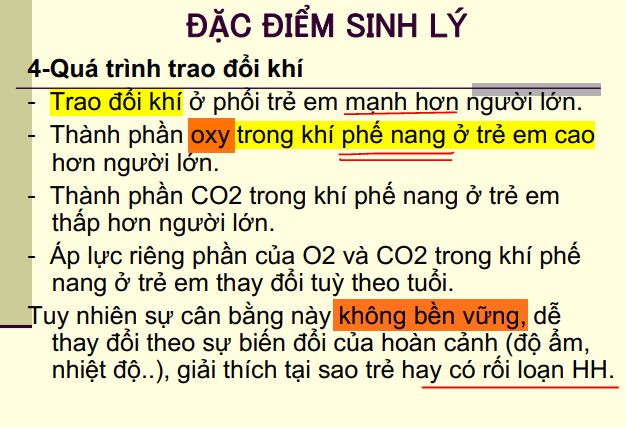 ĐẶC ĐIỂM SINH LÝ
4-Quá trình trao đổi khí
- Trao đối khí ở phổi trẻ em mạnh hơn người lớn.
- Thành phần oxy trong khí phế nang ở trẻ em cao
hơn người lớn.
- Thành phần CO2 trong khí phế nang ở trẻ em
thấp hơn người lớn.
- Áp lực riêng phần của O2 và CO2 trong khí phế
nang ở trẻ em thay đổi tuỳ theo tuổi.
Tuy nhiên sự cân bằng này không bền vững, dễ
thay đổi theo sự biến đổi của hoàn cảnh (độ ẩm,
nhiệt độ..), giải thích tại sao trẻ hay có rối loạn HH.